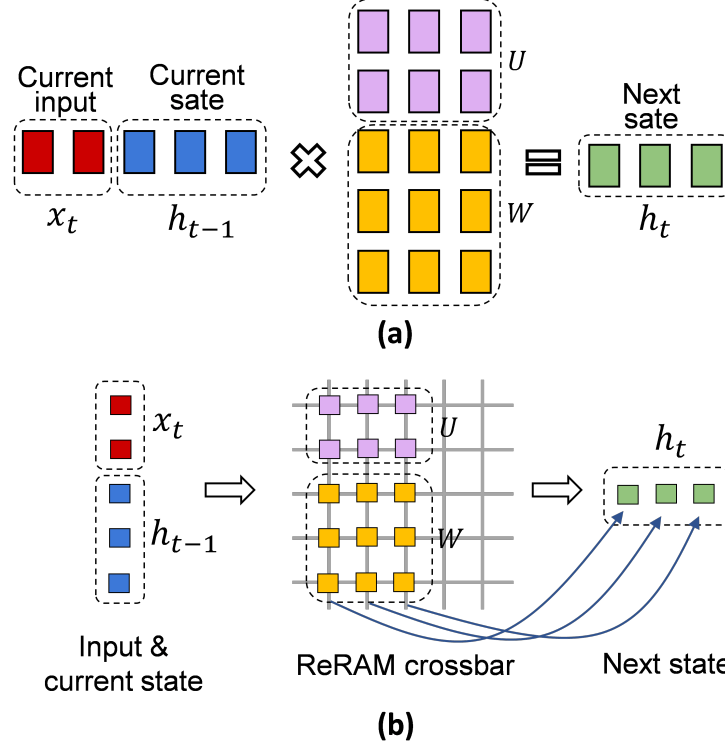 Current
input
Current
sate
U
Next
sate
x_t
h_{t-1}
W
h_t
(a)
x_t
U
h_t
h_{t-1}
W
Input &
current state
ReRAM crossbar
Next state
(b)